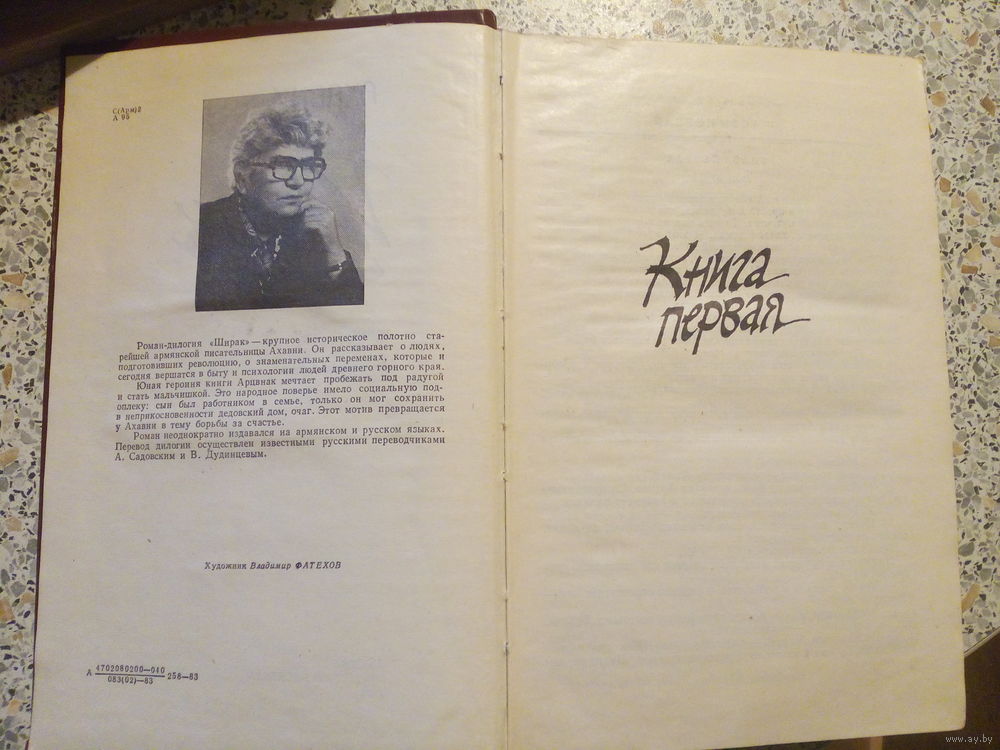 С(Арм)2
А 95
Роман-дилогия «Ширак» — крупное историческое полотно ста-
рейшей армянской писательницы Ахавни. Он рассказывает о людях,
подготовивших революцию, о знаменательных переменах, которые и
сегодня вершатся в быту и психологии людей древнего горного края.
Юная героиня книги Арцвнак мечтает пробежать под радугой
и стать мальчишкой. Это народное поверье имело социальную под-
оплеку: сын был работником в семье, только он мог сохранить
в неприкосновенности дедовский дом, очаг. Этот мотив превращается
у Ахавни в тему борьбы за счастье.
Роман неоднократно издавался на армянском и русском языках.
Перевод дилогии осуществлен известными русскими переводчиками
А. Садовским и В. Дудинцевым.
Художник Владимир ФАТЕХОВ
А 4702080200—040
083(02)—83 258—83
Книга
первая
www.ay.by